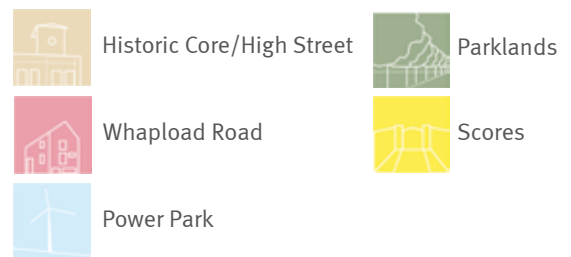 Historic Core/High Street
Parklands
Whapload Road
Scores
Power Park